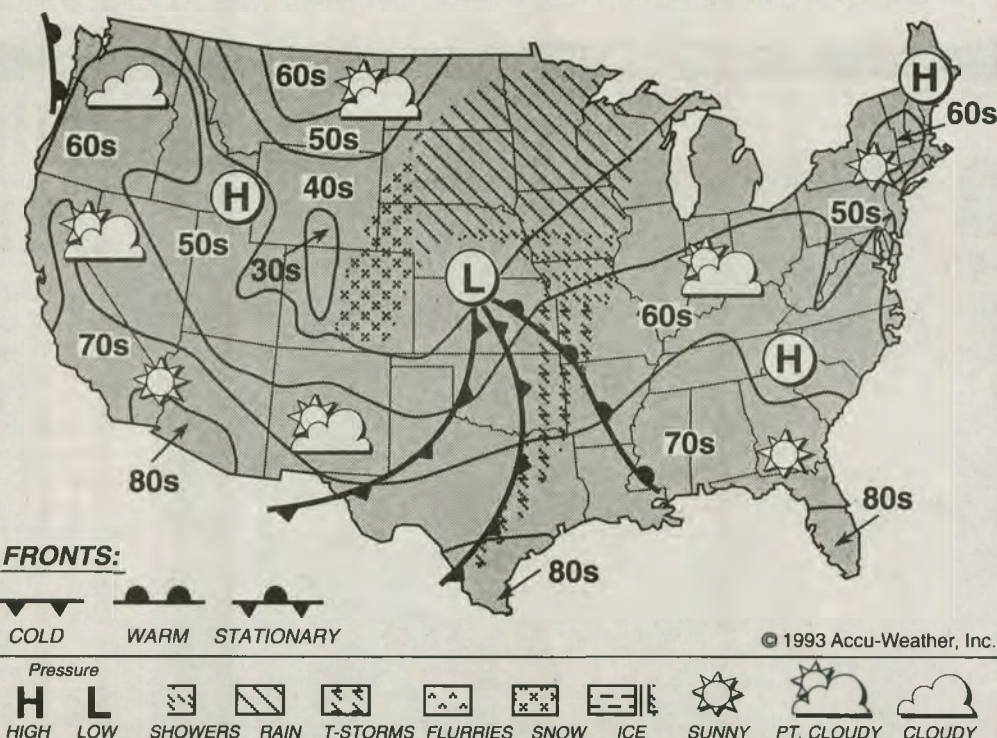 H
60s
60s
50s
60s
40s
H
50s
50s
30s
L
60s
70s
H
70s
80s
80s
80s
FRONTS:
COLD WARM STATIONARY
© 1993 Accu-Weather, Inc.
Pressure
H L
HIGH LOW SHOWERS RAIN T-STORMS FLURRIES SNOW ICE SUNNY PT. CLOUDY CLOUDY